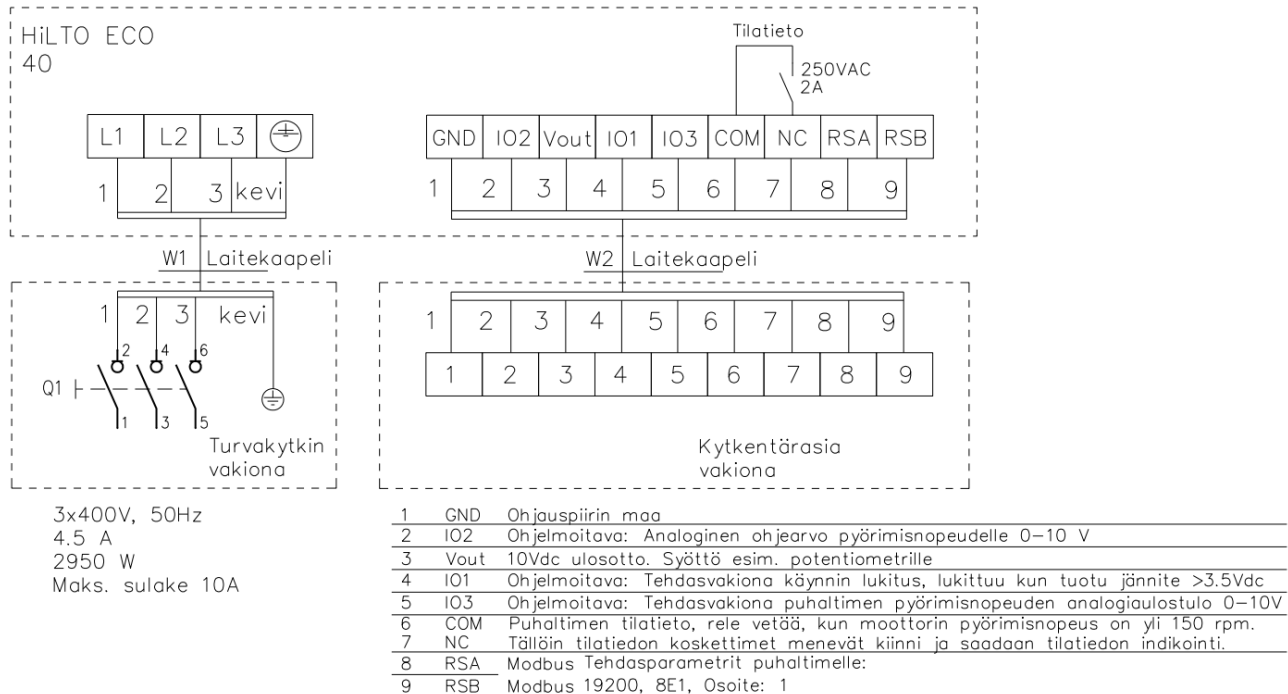 HiLTO ECO
40
Tilatieto
250VAC
2A
L1 L2 L3
GND IO2 Vout IO1 IO3 COM NC RSA RSB
1 2 3 kevi
1 2 3 4 5 6 7 8 9
W1 Laitekaapeli
W2 Laitekaapeli
1 2 3 kevi
2 4 6
Q1
1 3 5
Turvakytkin
vakiona
1 2 3 4 5 6 7 8 9
1 2 3 4 5 6 7 8 9
Kytkentärasia
vakiona
3x400V, 50Hz
4.5 A
2950 W
Maks. sulake 10A
1 GND Ohjauspiirin maa
2 IO2 Ohjelmoitava: Analoginen ohjearvo pyörimisnopeudelle 0-10 V
3 Vout 10Vdc ulosotto. Syöttö esim. potentiometrille
4 IO1 Ohjelmoitava: Tehdasvakiona käynnin lukitus, lukittuu kun tuotu jännite >3.5Vdc
5 IO3 Ohjelmoitava: Tehdasvakiona puhaltimen pyörimisnopeuden analogiaulostulo 0-10V
6 COM Puhaltimen tilatieto, rele vetää, kun moottorin pyörimisnopeus on yli 150 rpm.
7 NC Tällöin tilatiedon koskettimet menevät kiinni ja saadaan tilatiedon indikointi.
8 RSA Modbus Tehdasparametrit puhaltimelle:
9 RSB Modbus 19200, 8E1, Osoite: 1